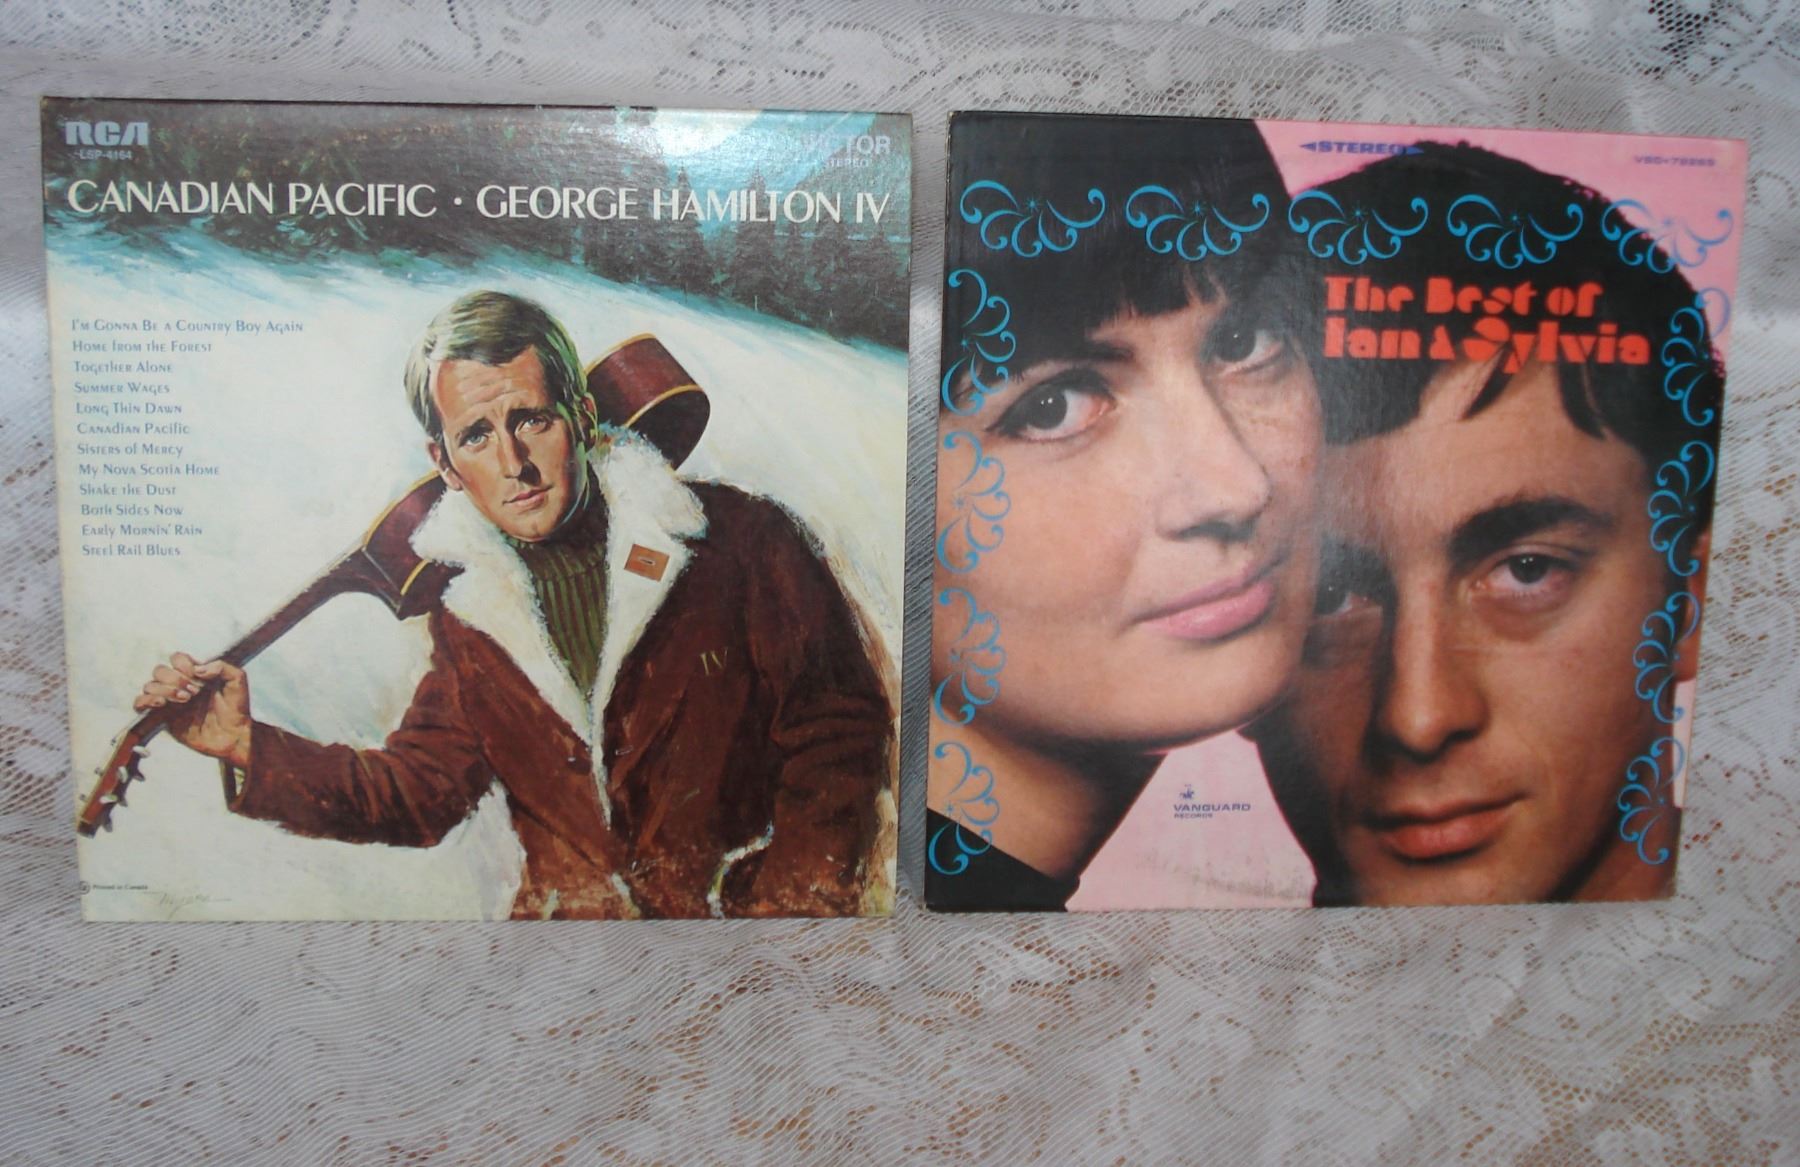 RCA
LSP-4164
VICTOR
STEREO
CANADIAN PACIFIC • GEORGE HAMILTON IV
I'm Gonna Be a Country Boy Again
Home from the Forest
Together Alone
Summer Wages
Long Thin Dawn
Canadian Pacific
Sisters of Mercy
My Nova Scotia Home
Shake the Dust
Both Sides Now
Early Mornin' Rain
Steel Rail Blues
IV
Printed in Canada
STEREO
VSD-79269
The Best of
Ian & Sylvia
VANGUARD
RECORDS